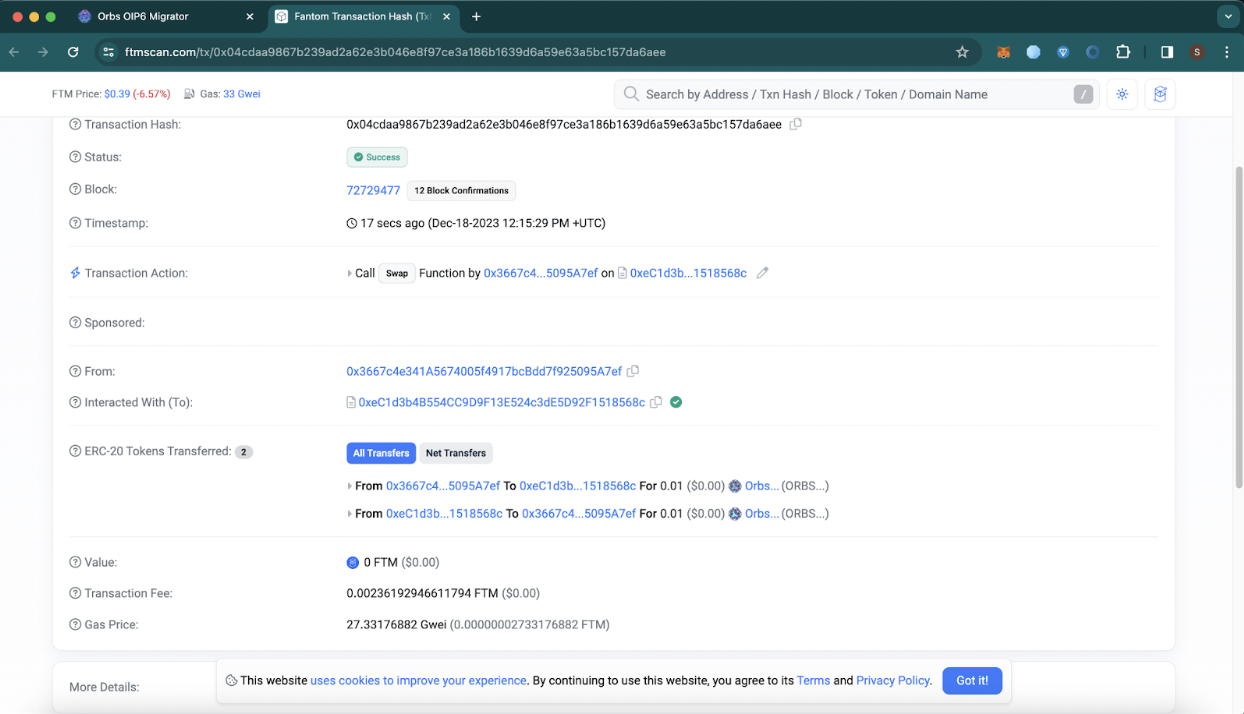 Orbs OIP6 Migrator
Fantom Transaction Hash (Tx
ftmscan.com/tx/0x04cdaa9867b239ad2a62e3b046e8f97ce3a186b1639d6a59e63a5bc157da6aee
S
FTM Price: $0.39 (-6.57%) Gas: 33 Gwei
Search by Address / Txn Hash / Block / Token / Domain Name /
Transaction Hash: 0x04cdaa9867b239ad2a62e3b046e8f97ce3a186b1639d6a59e63a5bc157da6aee
Status: Success
Block: 72729477 12 Block Confirmations
Timestamp: 17 secs ago (Dec-18-2023 12:15:29 PM +UTC)
Transaction Action: Call Swap Function by 0x3667c4...5095A7ef on 0xeC1d3b...1518568c
Sponsored:
From: 0x3667c4e341A5674005f4917bcBdd7f925095A7ef
Interacted With (To): 0xeC1d3b4B554CC9D9F13E524c3dE5D92F1518568c
ERC-20 Tokens Transferred: 2 All Transfers Net Transfers
From 0x3667c4...5095A7ef To 0xeC1d3b...1518568c For 0.01 ($0.00) Orbs... (ORBS...)
From 0xeC1d3b...1518568c To 0x3667c4...5095A7ef For 0.01 ($0.00) Orbs... (ORBS...)
Value: 0 FTM ($0.00)
Transaction Fee: 0.00236192946611794 FTM ($0.00)
Gas Price: 27.33176882 Gwei (0.00000002733176882 FTM)
More Details:
This website uses cookies to improve your experience. By continuing to use this website, you agree to its Terms and Privacy Policy. Got it!